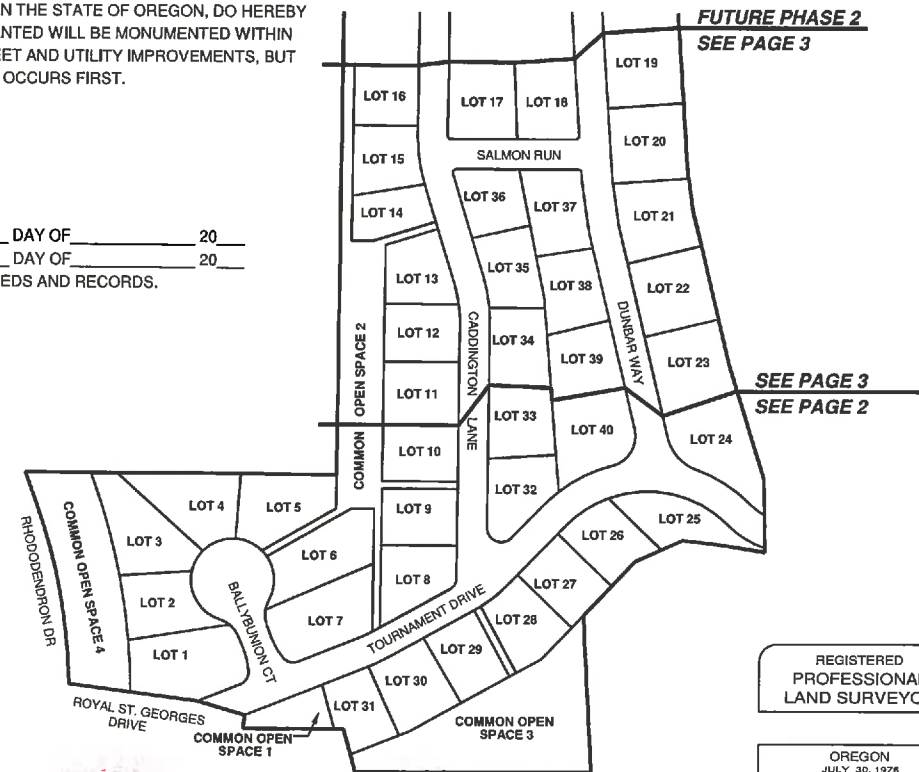 N THE STATE OF OREGON, DO HEREBY
NTED WILL BE MONUMENTED WITHIN
EET AND UTILITY IMPROVEMENTS, BUT
OCCURS FIRST.
DAY OF 20
DAY OF 20
EDS AND RECORDS.
FUTURE PHASE 2
SEE PAGE 3
LOT 19
LOT 16
LOT 17
LOT 18
LOT 20
SALMON RUN
LOT 15
LOT 36
LOT 37
LOT 14
LOT 21
LOT 13
LOT 35
LOT 38
LOT 22
LOT 12
CADDINGTON LANE
LOT 34
DUNBAR WAY
LOT 39
LOT 23
COMMON OPEN SPACE 2
LOT 11
SEE PAGE 3
SEE PAGE 2
LOT 33
LOT 40
LOT 24
LOT 10
LOT 32
LOT 9
LOT 4
LOT 5
LOT 25
LOT 3
LOT 26
COMMON OPEN SPACE 4
RHODODENDRON DR
LOT 6
LOT 8
LOT 27
LOT 2
BALLYBUNION CT
LOT 7
TOURNAMENT DRIVE
LOT 28
LOT 1
LOT 29
LOT 30
LOT 31
ROYAL ST. GEORGES
DRIVE
COMMON OPEN
SPACE 1
COMMON OPEN
SPACE 3
REGISTERED
PROFESSIONAL
LAND SURVEYO
OREGON
JULY 30, 1976